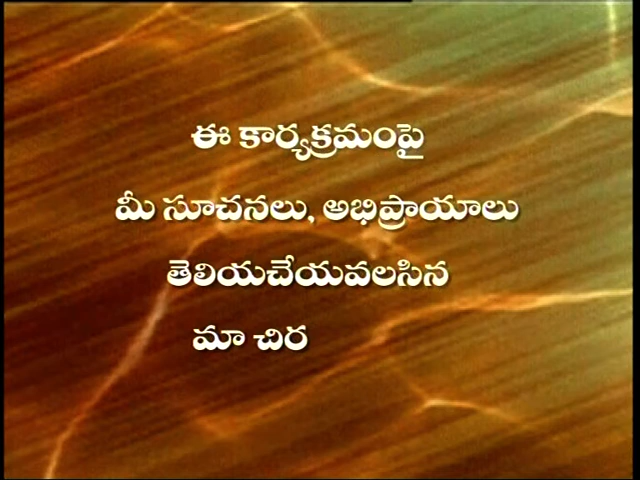 ఈ కార్యక్రమంపై
మీ సూచనలు, అభిప్రాయాలు
తెలియచేయవలసిన
మా చిర